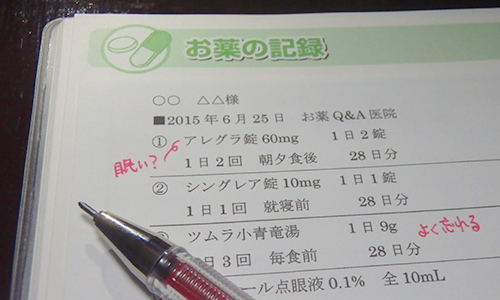 お薬の記録
○○ △△様
■2015年6月25日 お薬Q&A医院
① アレグラ錠60mg 1日2錠
眠い?
1日2回 朝夕食後 28日分
② シングレア錠10mg 1日1錠
1日1回 就寝前 28日分
ツムラ小青竜湯 1日9g よく忘れる
日3回 毎食前 28日分
ール点眼液0.1% 全10mL